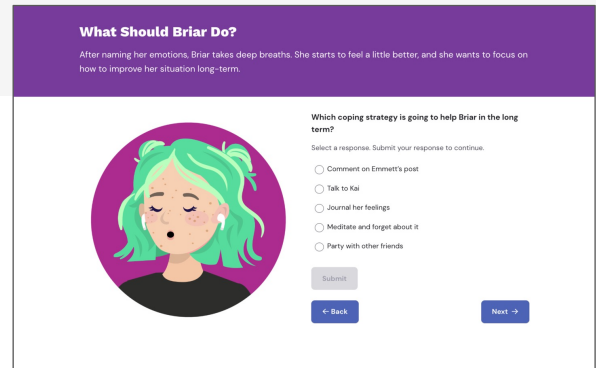 What Should Briar Do?
After naming her emotions, Briar takes deep breaths. She starts to feel a little better, and she wants to focus on
how to improve her situation long-term.
Which coping strategy is going to help Briar in the long
term?
Select a response. Submit your response to continue.
Comment on Emmett's post
Talk to Kai
Journal her feelings
Meditate and forget about it
Party with other friends
Submit
← Back
Next →